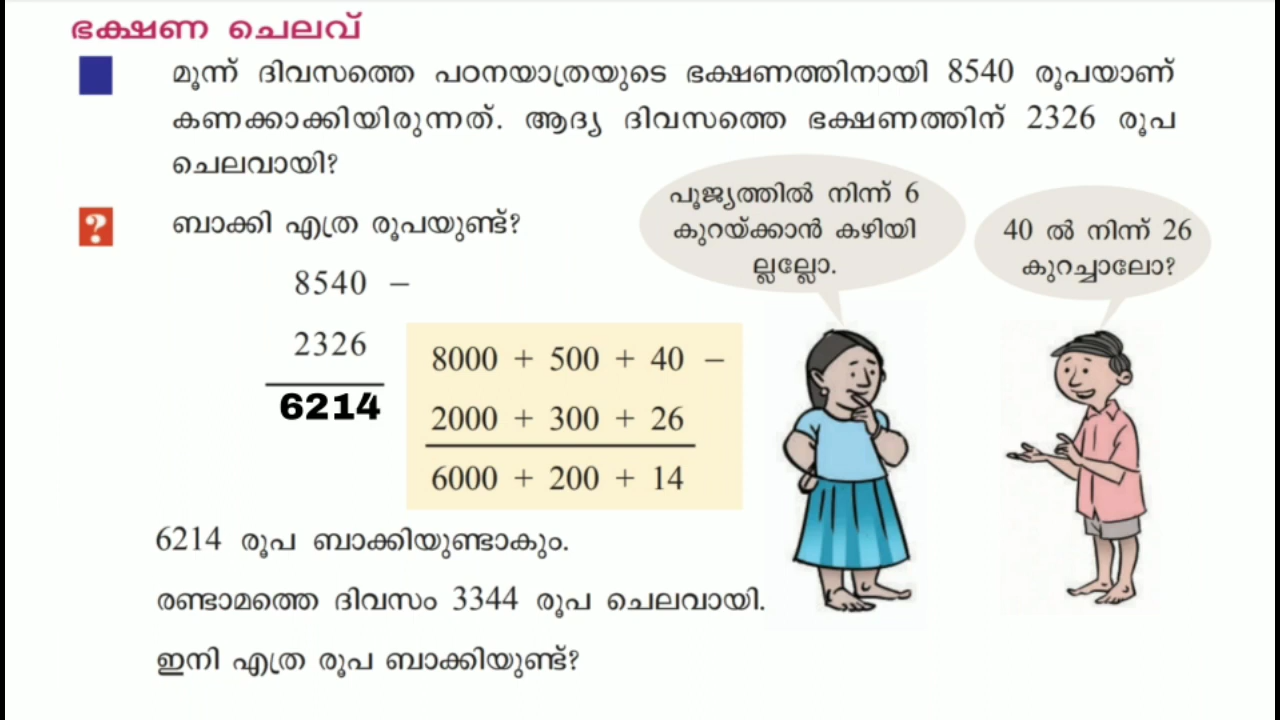 ഭക്ഷണ ചെലവ്
മൂന്ന് ദിവസത്തെ പഠനയാത്രയുടെ ഭക്ഷണത്തിനായി 8540 രൂപയാണ്
കണക്കാക്കിയിരുന്നത്. ആദ്യ ദിവസത്തെ ഭക്ഷണത്തിന് 2326 രൂപ
ചെലവായി?
? ബാക്കി എത്ര രൂപയുണ്ട്?
പൂജ്യത്തിൽ നിന്ന് 6
കുറയ്ക്കാൻ കഴിയി
ല്ലല്ലോ.
40 ൽ നിന്ന് 26
കുറച്ചാലോ?
8540 –
2326
6214
8000 + 500 + 40 –
2000 + 300 + 26
6000 + 200 + 14
6214 രൂപ ബാക്കിയുണ്ടാകും.
രണ്ടാമത്തെ ദിവസം 3344 രൂപ ചെലവായി.
ഇനി എത്ര രൂപ ബാക്കിയുണ്ട്?